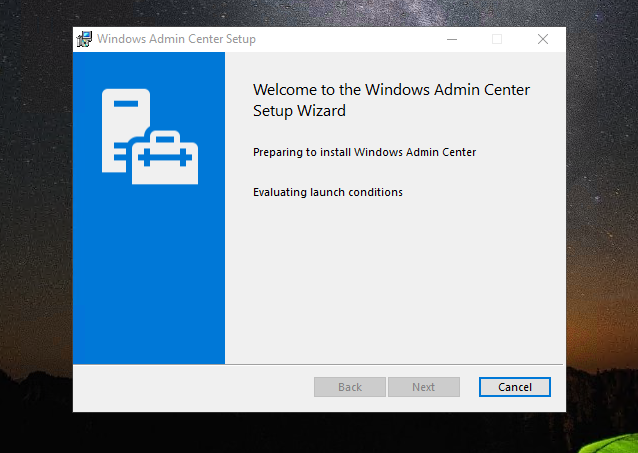 Windows Admin Center Setup
Welcome to the Windows Admin Center
Setup Wizard
Preparing to install Windows Admin Center
Evaluating launch conditions
Back
Next
Cancel